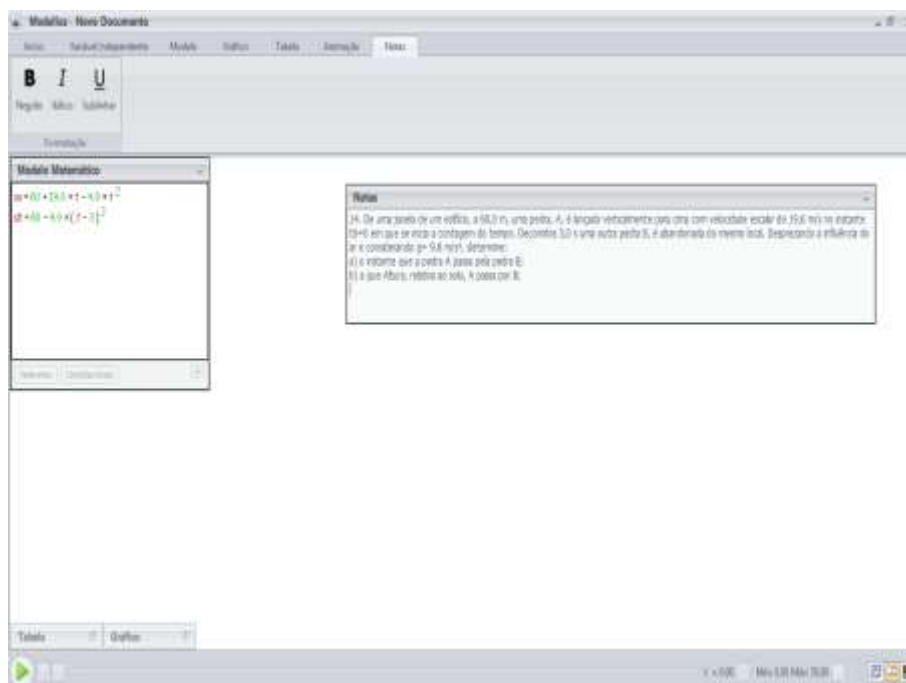 Modellus - Novo Documento
Início Variável Independente Modelo Gráfico Tabela Animação Notas
B I U
Negrito Itálico Sublinhar
Formatação
Modelo Matemático
Notas
14. De uma janela de um edifício, a 60,0 m, uma pedra, A, é lançada verticalmente para cima com velocidade escalar de 19,6 m/s no instante
t0=0 em que se inicia a contagem do tempo. Decorridos 3,0 s uma outra pedra B, é abandonada do mesmo local. Desprezando a influência do
ar e considerando g= 9,8 m/s², determine:
a) o instante que a pedra A passa pela pedra B;
b) a que Altura, relativa ao solo, A passa por B;
Tabela
Gráfico